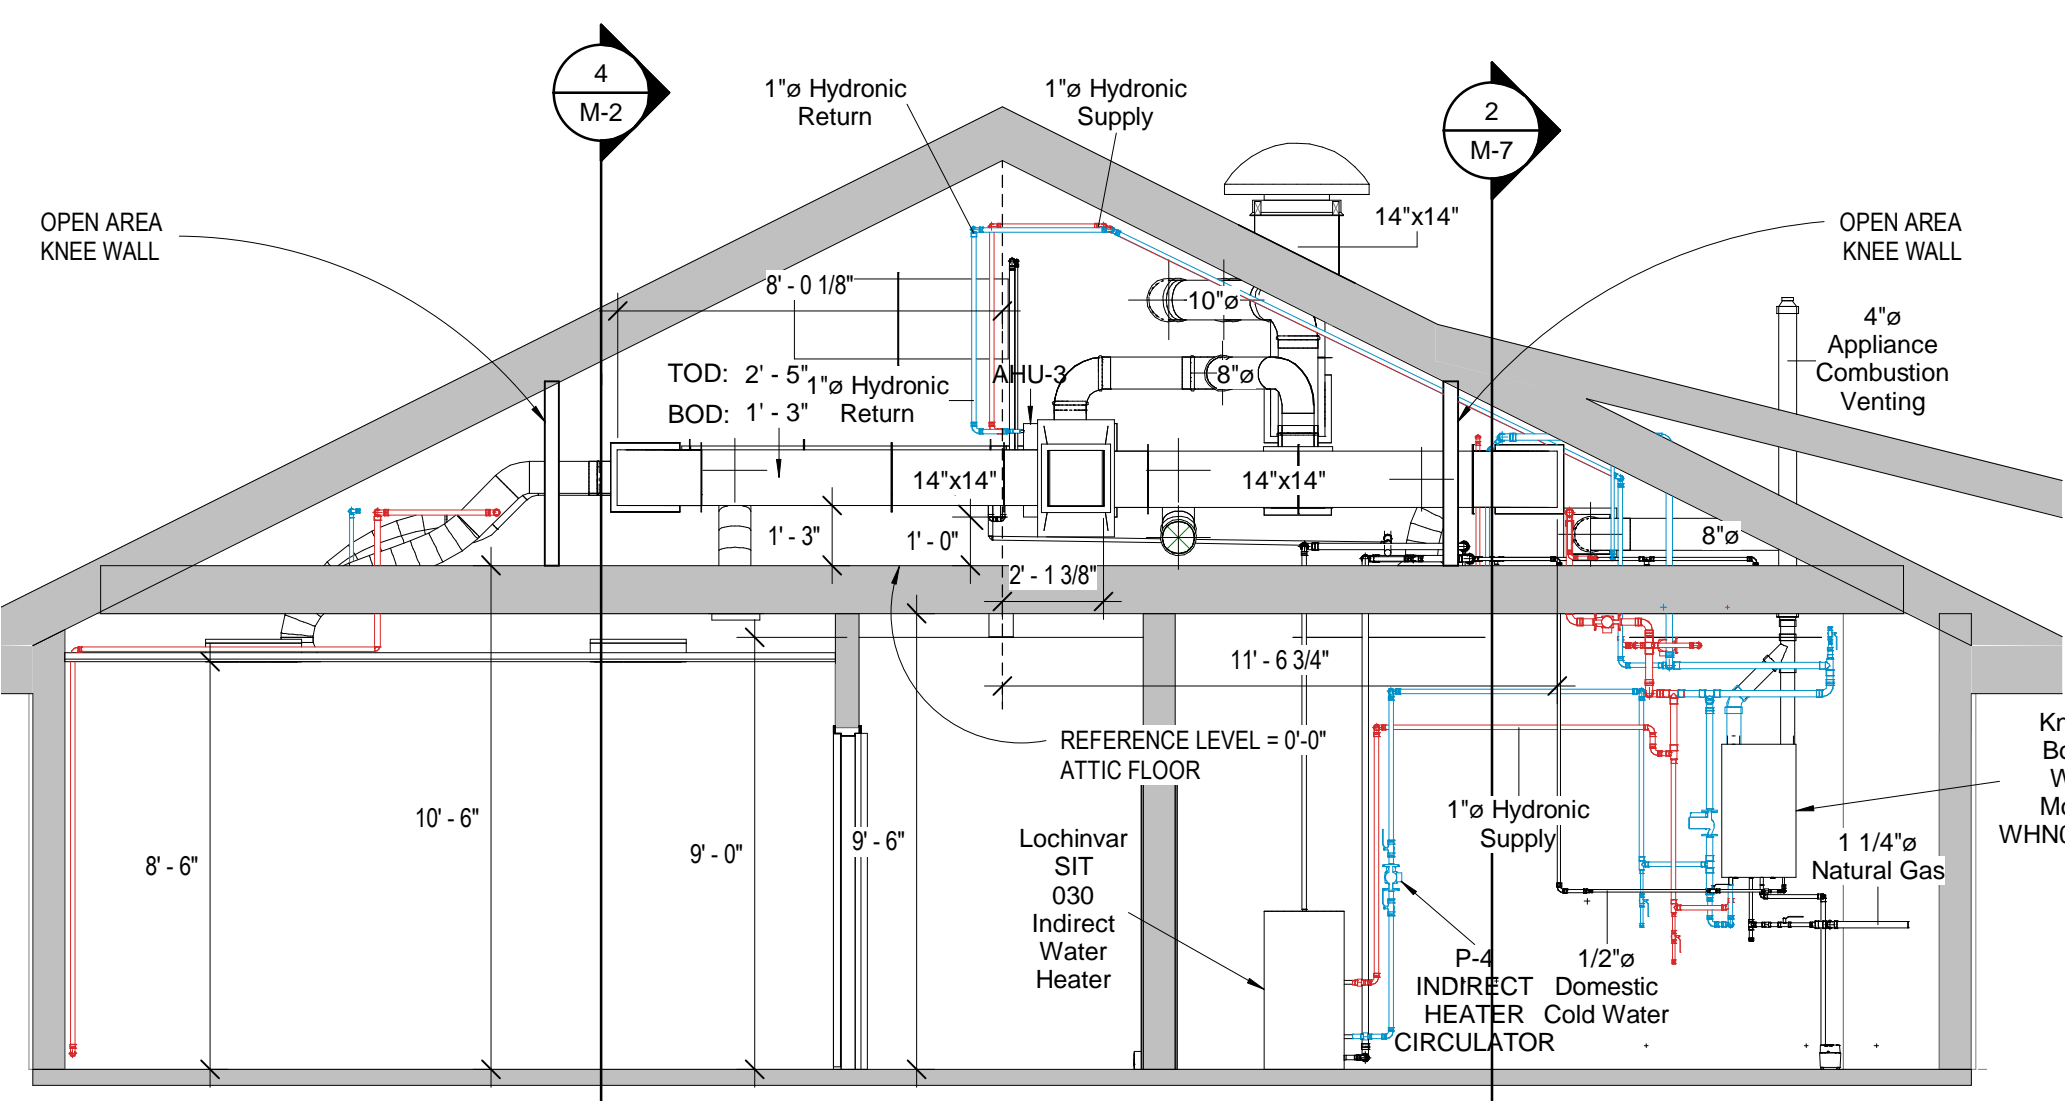 4
M-2
1"ø Hydronic
Return
1"ø Hydronic
Supply
2
M-7
OPEN AREA
KNEE WALL
14"x14"
OPEN AREA
KNEE WALL
8' - 0 1/8"
10"ø
4"ø
Appliance
Combustion
Venting
TOD: 2' - 5"
BOD: 1' - 3"
1"ø Hydronic
Return
AHU-3
8"ø
14"x14"
14"x14"
1' - 3"
1' - 0"
8"ø
2' - 1 3/8"
11' - 6 3/4"
REFERENCE LEVEL = 0'-0"
ATTIC FLOOR
8' - 6"
10' - 6"
9' - 0"
9' - 6"
Lochinvar
SIT
030
Indirect
Water
Heater
1"ø Hydronic
Supply
P-4
INDIRECT
HEATER
CIRCULATOR
1/2"ø
Domestic
Cold Water
1 1/4"ø
Natural Gas